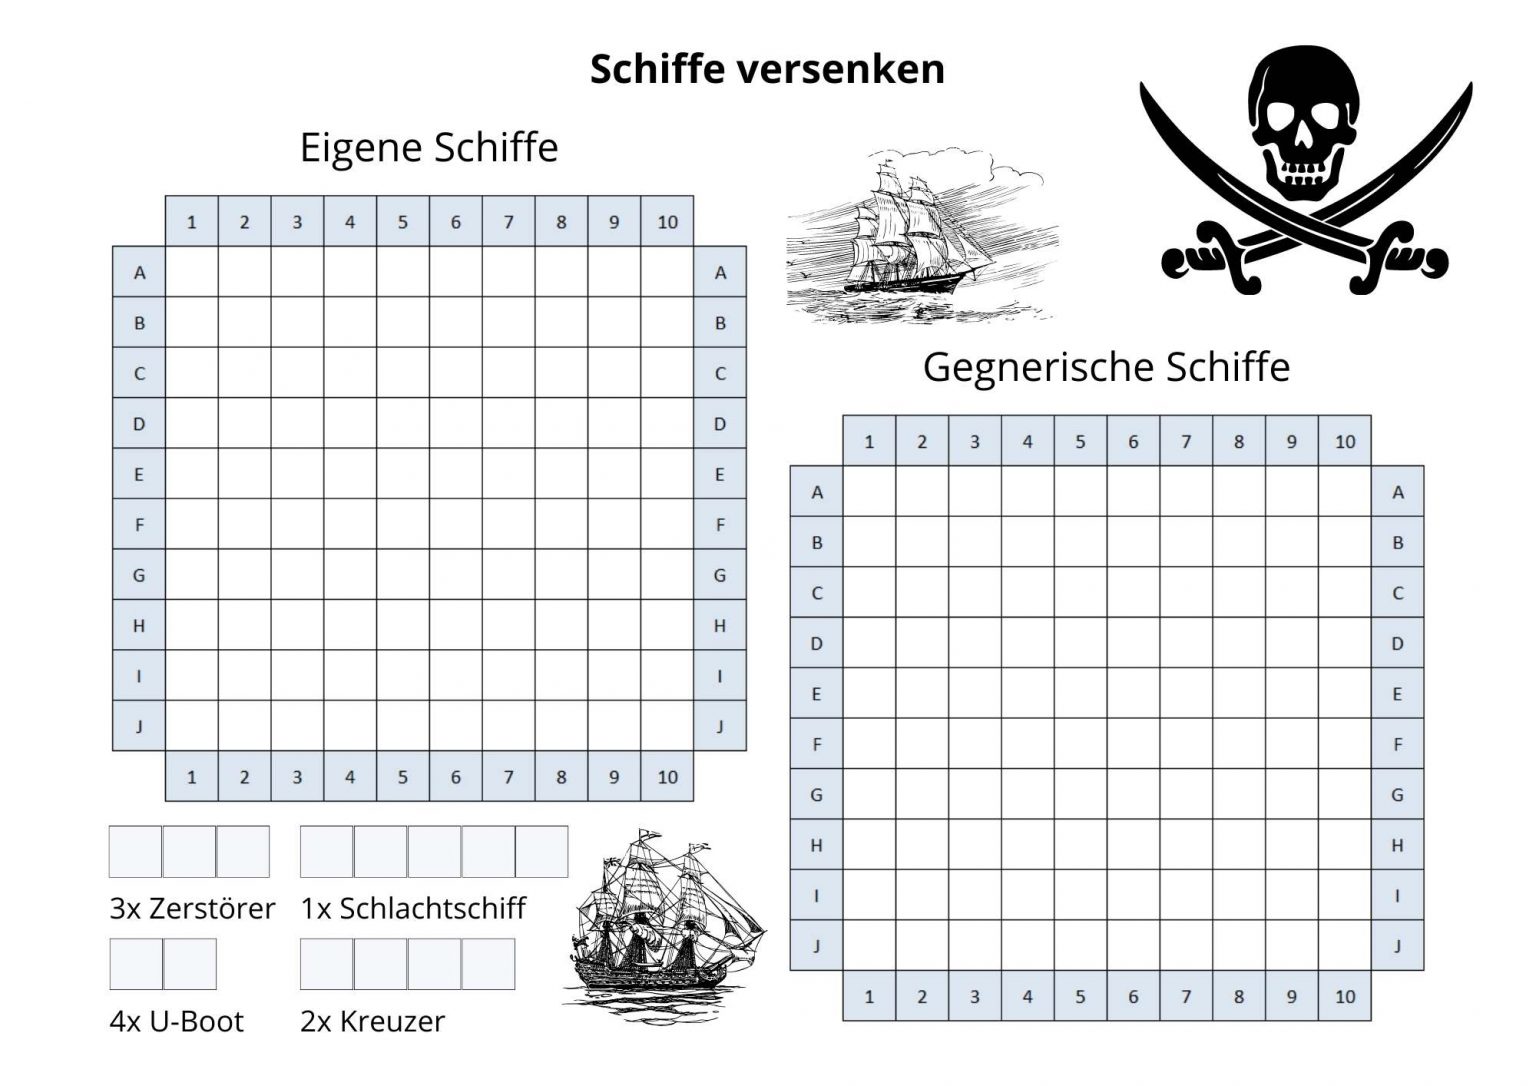 Schiffe versenken
Eigene Schiffe
1 2 3 4 5 6 7 8 9 10
A A
B B
C C
D D
E E
F F
G G
H H
I I
J J
1 2 3 4 5 6 7 8 9 10
3x Zerstörer 1x Schlachtschiff
4x U-Boot 2x Kreuzer
Gegnerische Schiffe
1 2 3 4 5 6 7 8 9 10
A A
B B
C C
D D
E E
F F
G G
H H
I I
J J
1 2 3 4 5 6 7 8 9 10